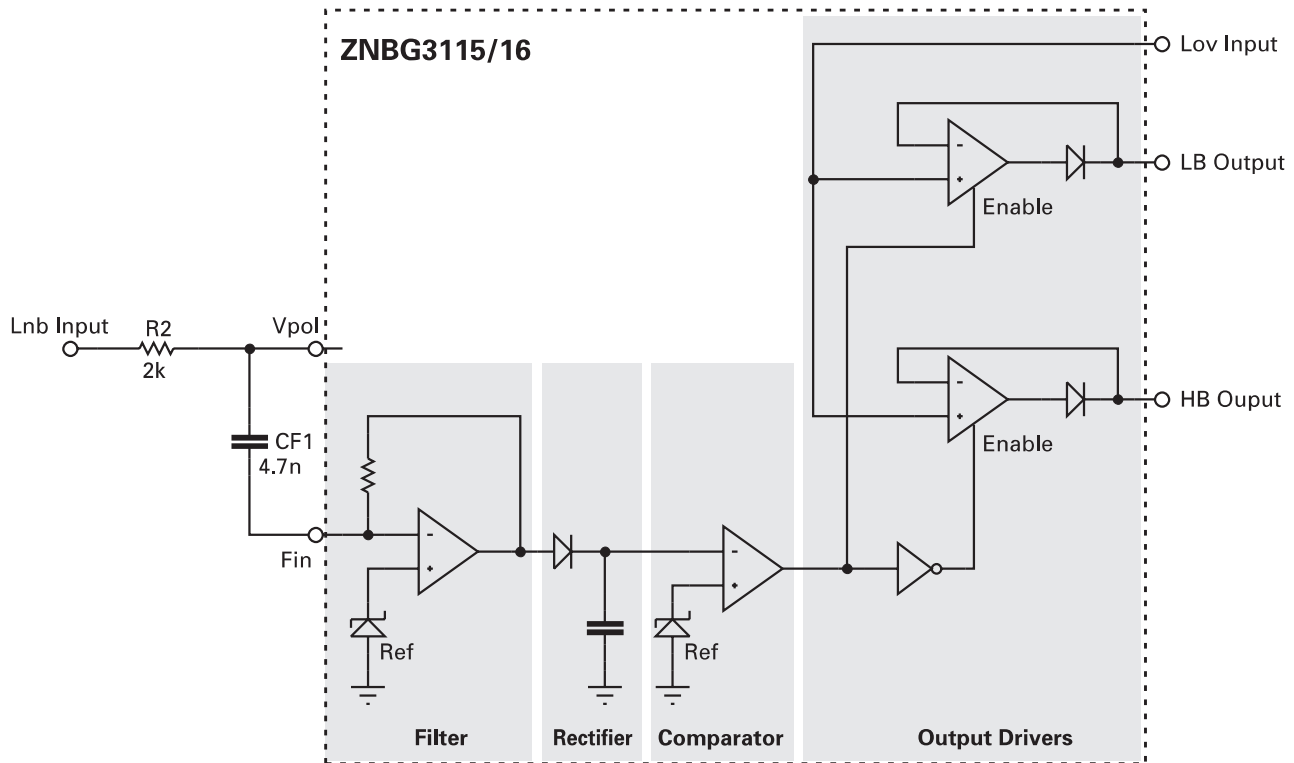 ZNBG3115/16
Lov Input
-
+
LB Output
Enable
Lnb Input
R2
2k
Vpol
-
+
HB Ouput
Enable
CF1
4.7n
Fin
-
+
Ref
-
+
Ref
Filter
Rectifier
Comparator
Output Drivers